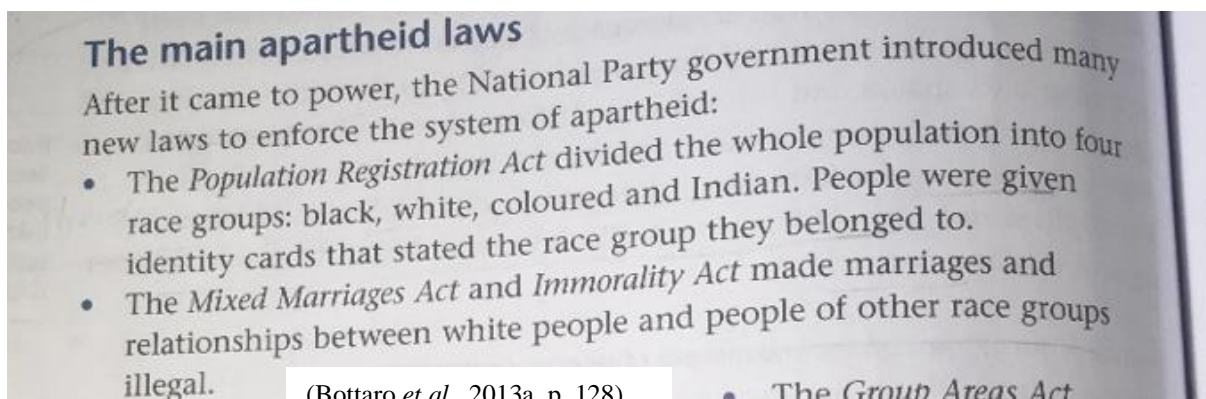 The main apartheid laws
After it came to power, the National Party government introduced many
new laws to enforce the system of apartheid:
• The Population Registration Act divided the whole population into four
race groups: black, white, coloured and Indian. People were given
identity cards that stated the race group they belonged to.
• The Mixed Marriages Act and Immorality Act made marriages and
relationships between white people and people of other race groups
illegal.
(Bottaro et al., 2013a, p. 128)
• The Group Areas Act